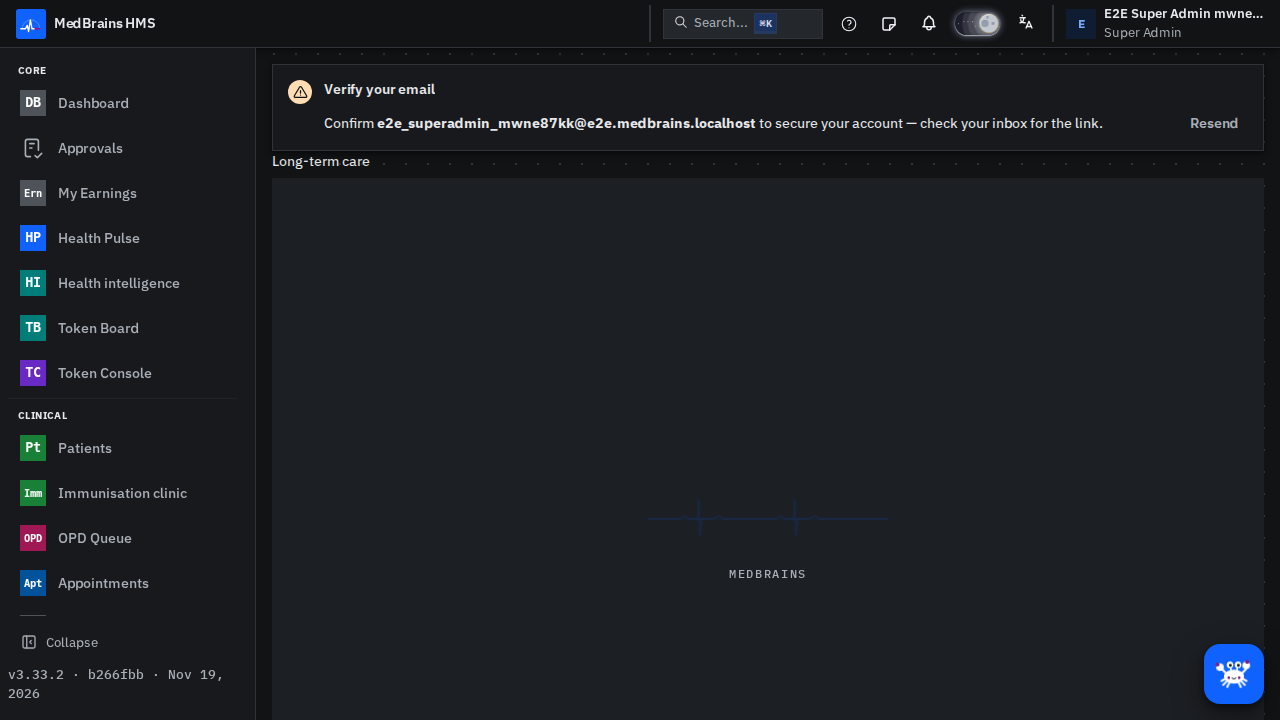 MedBrains HMS
Search... ⌘K
E
E2E Super Admin mwne...
Super Admin
CORE
DB Dashboard
Approvals
Ern My Earnings
HP Health Pulse
HI Health intelligence
TB Token Board
TC Token Console
CLINICAL
Pt Patients
Imm Immunisation clinic
OPD OPD Queue
Apt Appointments
Collapse
v3.33.2 · b266fbb · Nov 19,
2026
Verify your email
Confirm e2e_superadmin_mwne87kk@e2e.medbrains.localhost to secure your account — check your inbox for the link.
Resend
Long-term care
MEDBRAINS